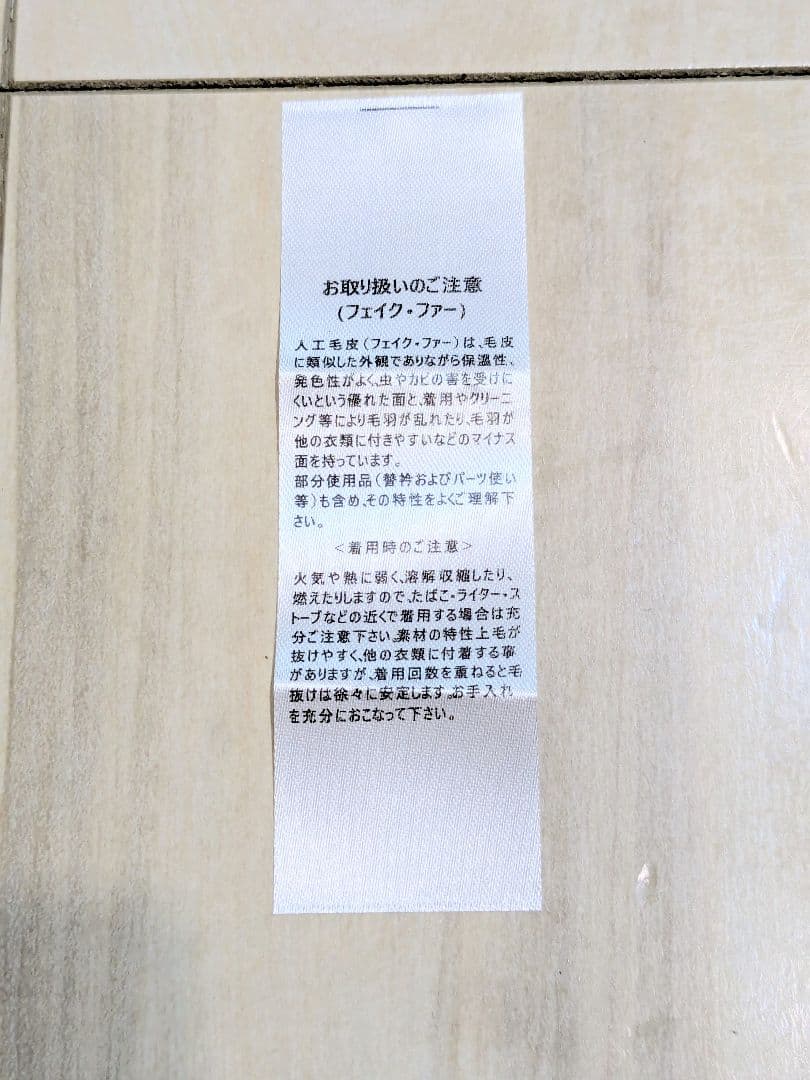 お取り扱いのご注意
(フェイク・ファー)
人工毛皮(フェイク・ファー)は、毛皮
に類似した外観でありながら保温性、
発色性がよく、虫やカビの害を受けに
くいという優れた面と、着用やクリーニ
ング等により毛羽が乱れたり、毛羽が
他の衣類に付きやすいなどのマイナス
面を持っています。
部分使用品(替衿およびパーツ使い
等)も含め、その特性をよくご理解下
さい。
<着用時のご注意>
火気や熱に弱く、溶解収縮したり、
燃えたりしますので、たばこ・ライター・ス
トーブなどの近くで着用する場合は充
分ご注意下さい。素材の特性上毛が
抜けやすく、他の衣類に付着する事
がありますが、着用回数を重ねると毛
抜けは徐々に安定します。お手入れ
を充分におこなって下さい。